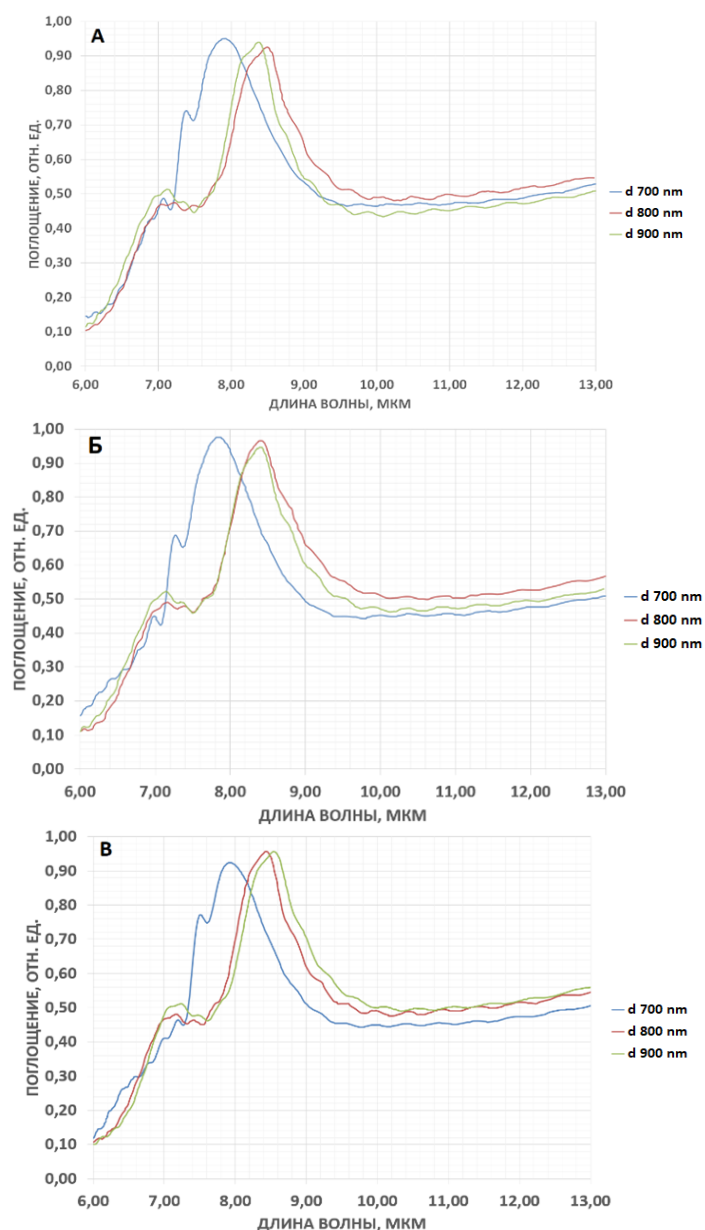 А
ПОГЛОЩЕНИЕ, ОТН. ЕД.
1,00
0,90
0,80
0,70
0,60
0,50
0,40
0,30
0,20
0,10
0,00
6,00 7,00 8,00 9,00 10,00 11,00 12,00 13,00
ДЛИНА ВОЛНЫ, МКМ
d 700 nm
d 800 nm
d 900 nm
Б
ПОГЛОЩЕНИЕ, ОТН. ЕД.
1,00
0,90
0,80
0,70
0,60
0,50
0,40
0,30
0,20
0,10
0,00
6,00 7,00 8,00 9,00 10,00 11,00 12,00 13,00
ДЛИНА ВОЛНЫ, МКМ
d 700 nm
d 800 nm
d 900 nm
В
ПОГЛОЩЕНИЕ, ОТН. ЕД.
1,00
0,90
0,80
0,70
0,60
0,50
0,40
0,30
0,20
0,10
0,00
6,00 7,00 8,00 9,00 10,00 11,00 12,00 13,00
ДЛИНА ВОЛНЫ, МКМ
d 700 nm
d 800 nm
d 900 nm